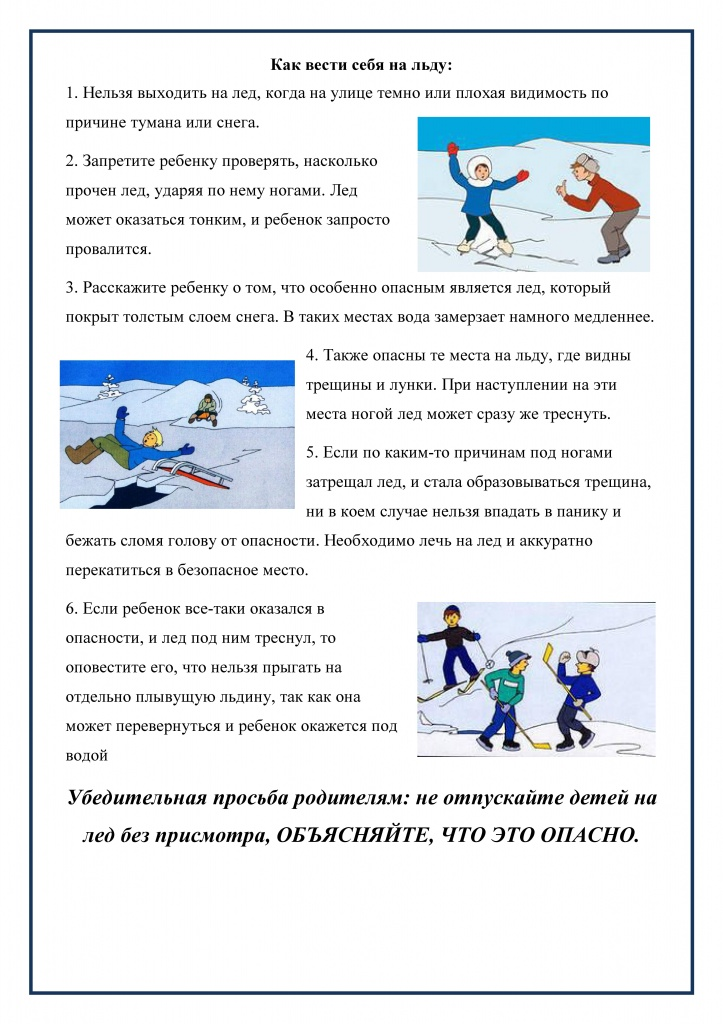 Как вести себя на льду:
1. Нельзя выходить на лед, когда на улице темно или плохая видимость по
причине тумана или снега.
2. Запретите ребенку проверять, насколько
прочен лед, ударяя по нему ногами. Лед
может оказаться тонким, и ребенок запросто
провалится.
3. Расскажите ребенку о том, что особенно опасным является лед, который
покрыт толстым слоем снега. В таких местах вода замерзает намного медленнее.
4. Также опасны те места на льду, где видны
трещины и лунки. При наступлении на эти
места ногой лед может сразу же треснуть.
5. Если по каким-то причинам под ногами
затрещал лед, и стала образовываться трещина,
ни в коем случае нельзя впадать в панику и
бежать сломя голову от опасности. Необходимо лечь на лед и аккуратно
перекатиться в безопасное место.
6. Если ребенок все-таки оказался в
опасности, и лед под ним треснул, то
оповестите его, что нельзя прыгать на
отдельно плывущую льдину, так как она
может перевернуться и ребенок окажется под
водой
Убедительная просьба родителям: не отпускайте детей на
лед без присмотра, ОБЪЯСНЯЙТЕ, ЧТО ЭТО ОПАСНО.